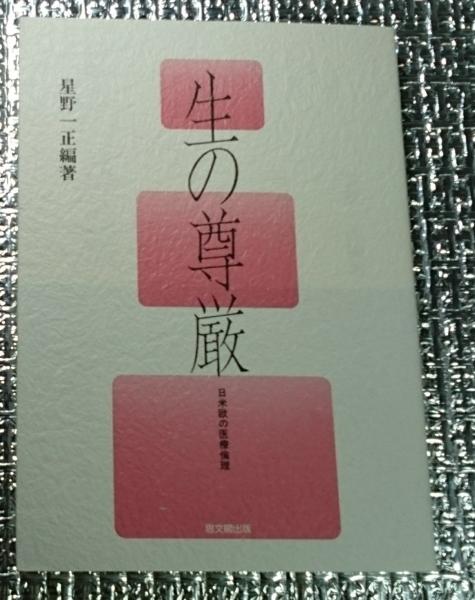 生の尊厳
日米欧の医療倫理
星野一正編著
思文閣出版